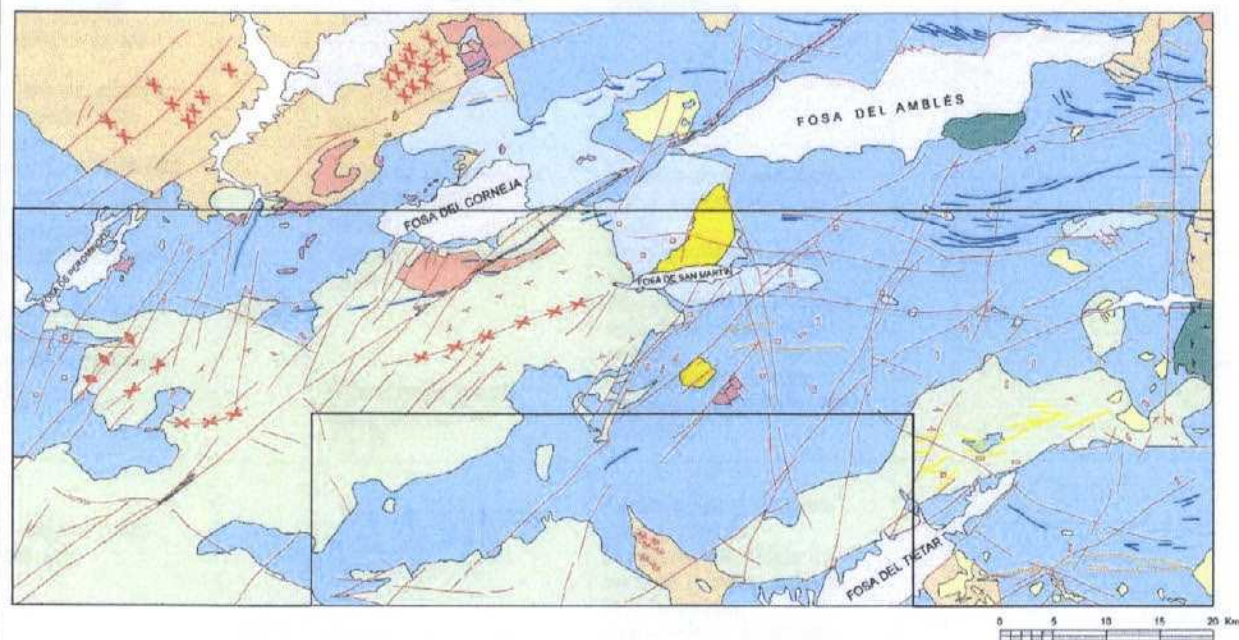 FOSA DEL AMBLÉS
FOSA DEL CORNEJA
FOSA DE SAN MARTIN
FOSA DEL TIETAR
0 5 10 15 20 Km